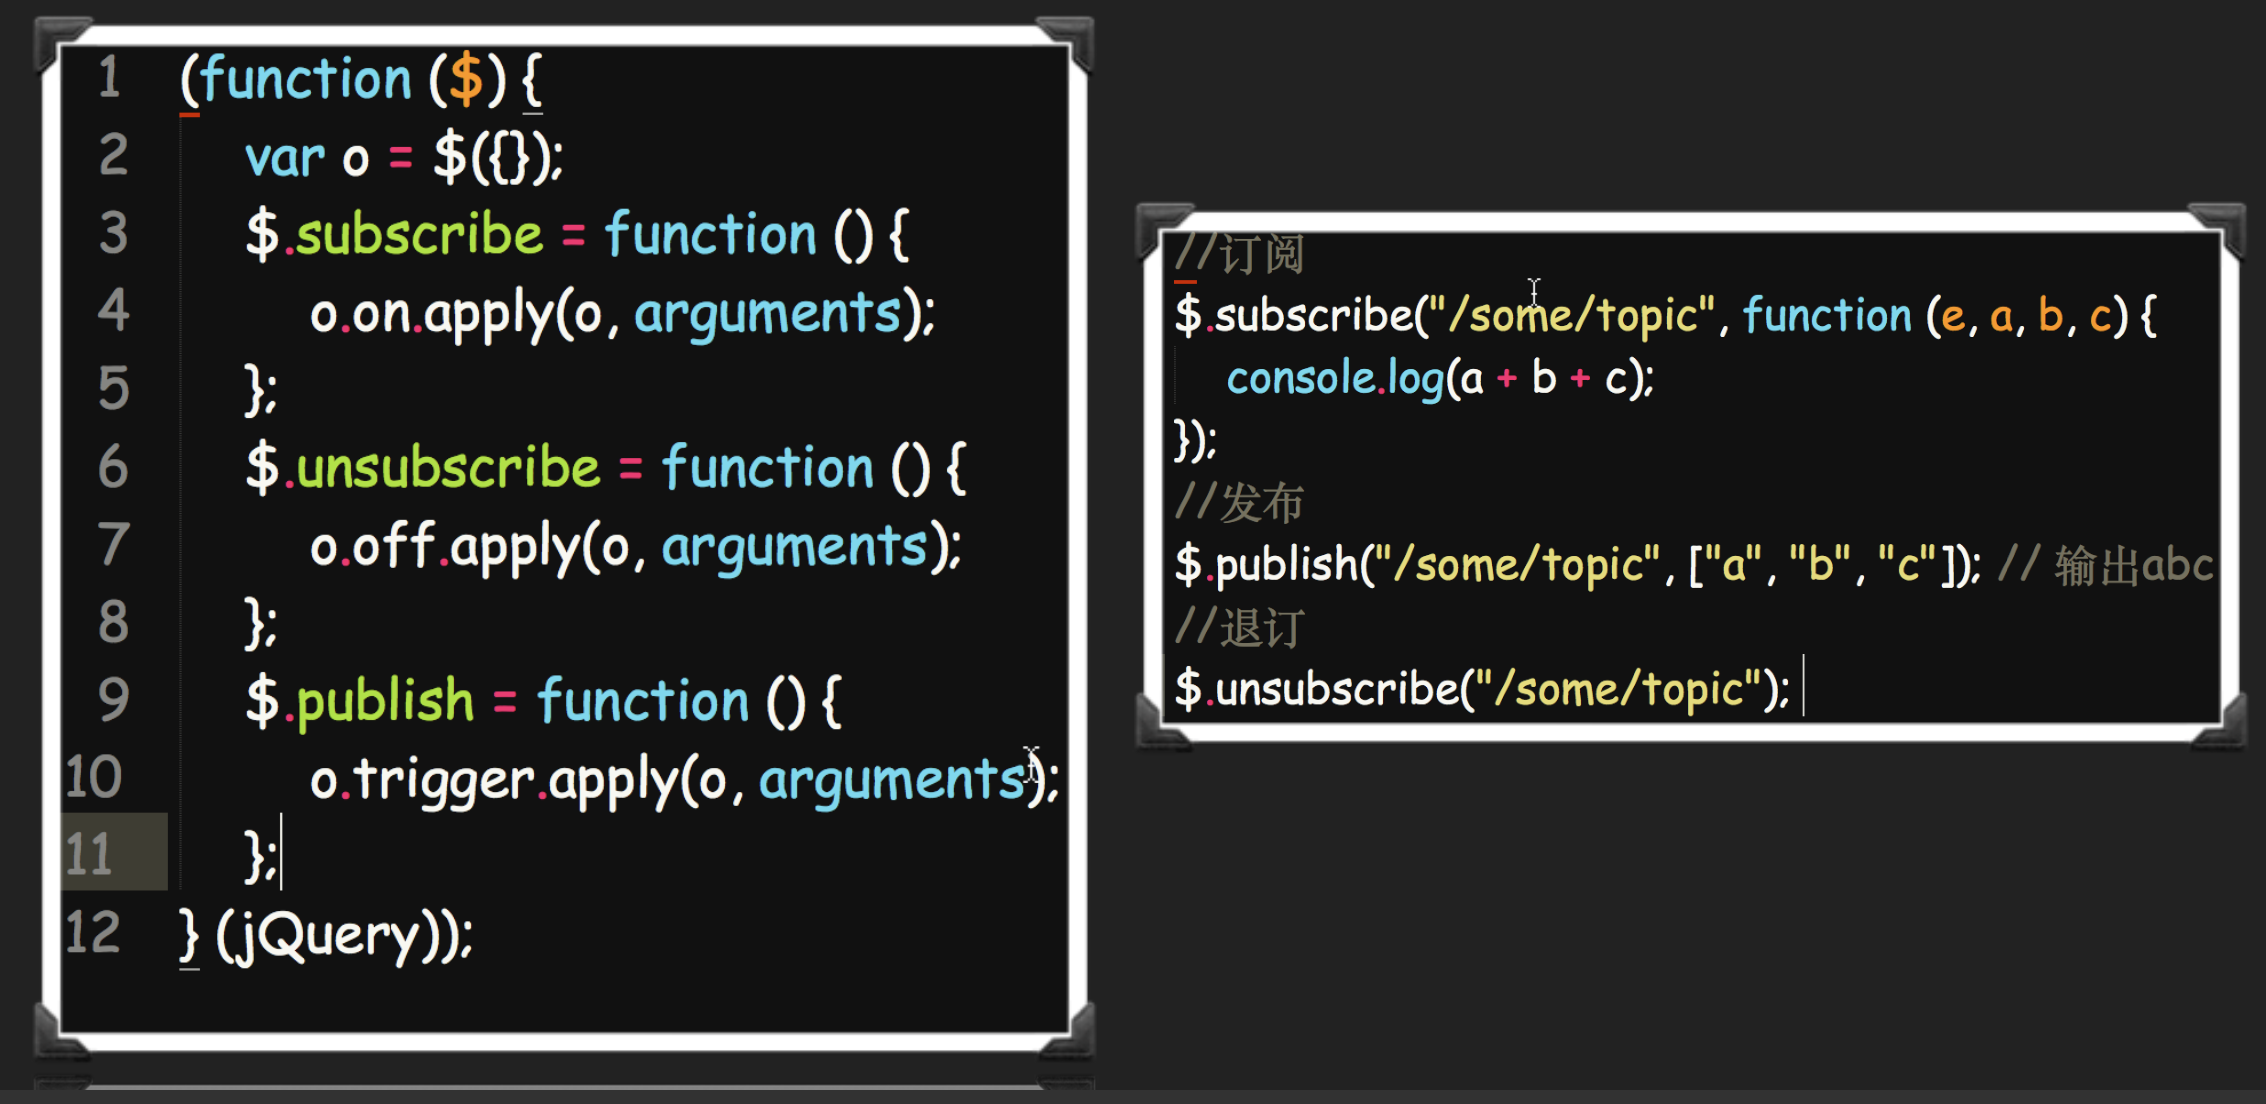 1 (function ($) {
2 var o = $({});
3 $.subscribe = function () {
4 o.on.apply(o, arguments);
5 };
6 $.unsubscribe = function () {
7 o.off.apply(o, arguments);
8 };
9 $.publish = function () {
10 o.trigger.apply(o, arguments);
11 };
12 } (jQuery));
//订阅
$.subscribe("/some/topic", function (e, a, b, c) {
console.log(a + b + c);
});
//发布
$.publish("/some/topic", ["a", "b", "c"]); // 输出abc
//退订
$.unsubscribe("/some/topic");